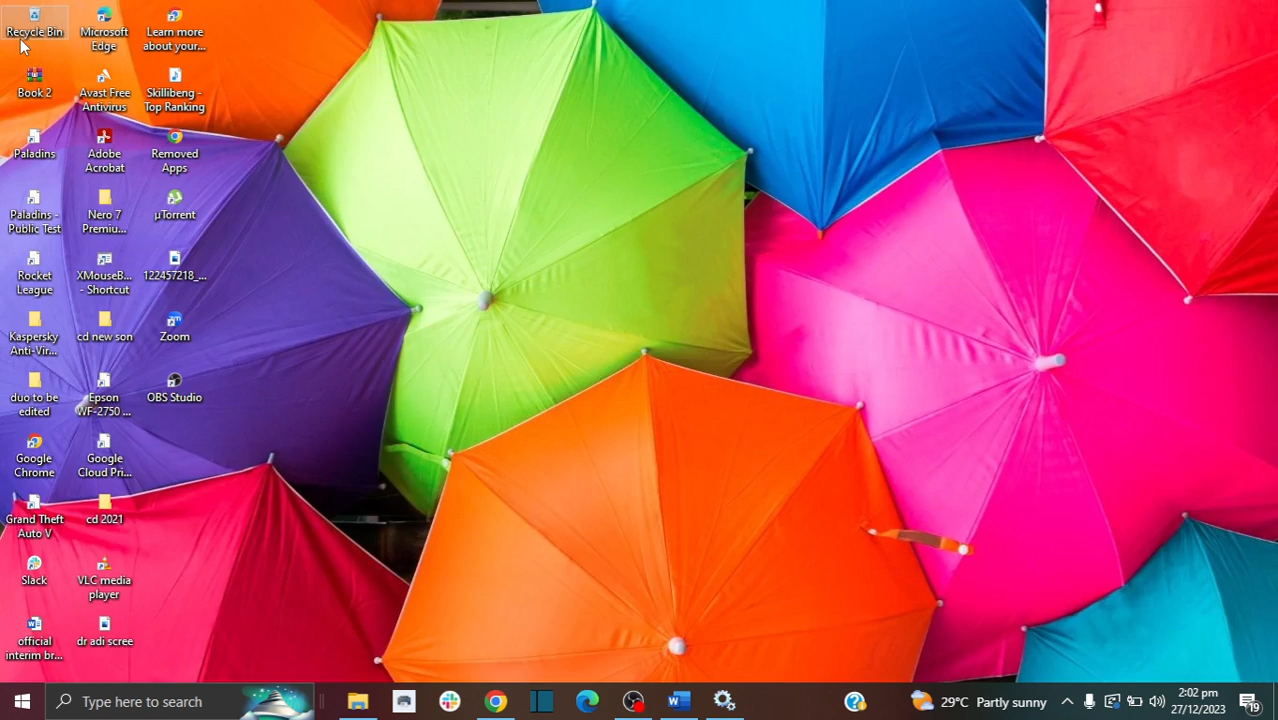 Recycle Bin
Microsoft
Edge
Learn more
about your...
Book 2
Avast Free
Antivirus
Skillibeng -
Top Ranking
Paladins
Adobe
Acrobat
Removed
Apps
Paladins -
Public Test
Nero 7
Premiu...
µTorrent
Rocket
League
XMouseB...
- Shortcut
122457218_...
Kaspersky
Anti-Vir...
cd new son
Zoom
duo to be
edited
Epson
WF-2750 ...
OBS Studio
Google
Chrome
Google
Cloud Pri...
Grand Theft
Auto V
cd 2021
Slack
VLC media
player
official
interim br...
dr adi scree
Type here to search
29°C Partly sunny
2:02 pm
27/12/2023
19